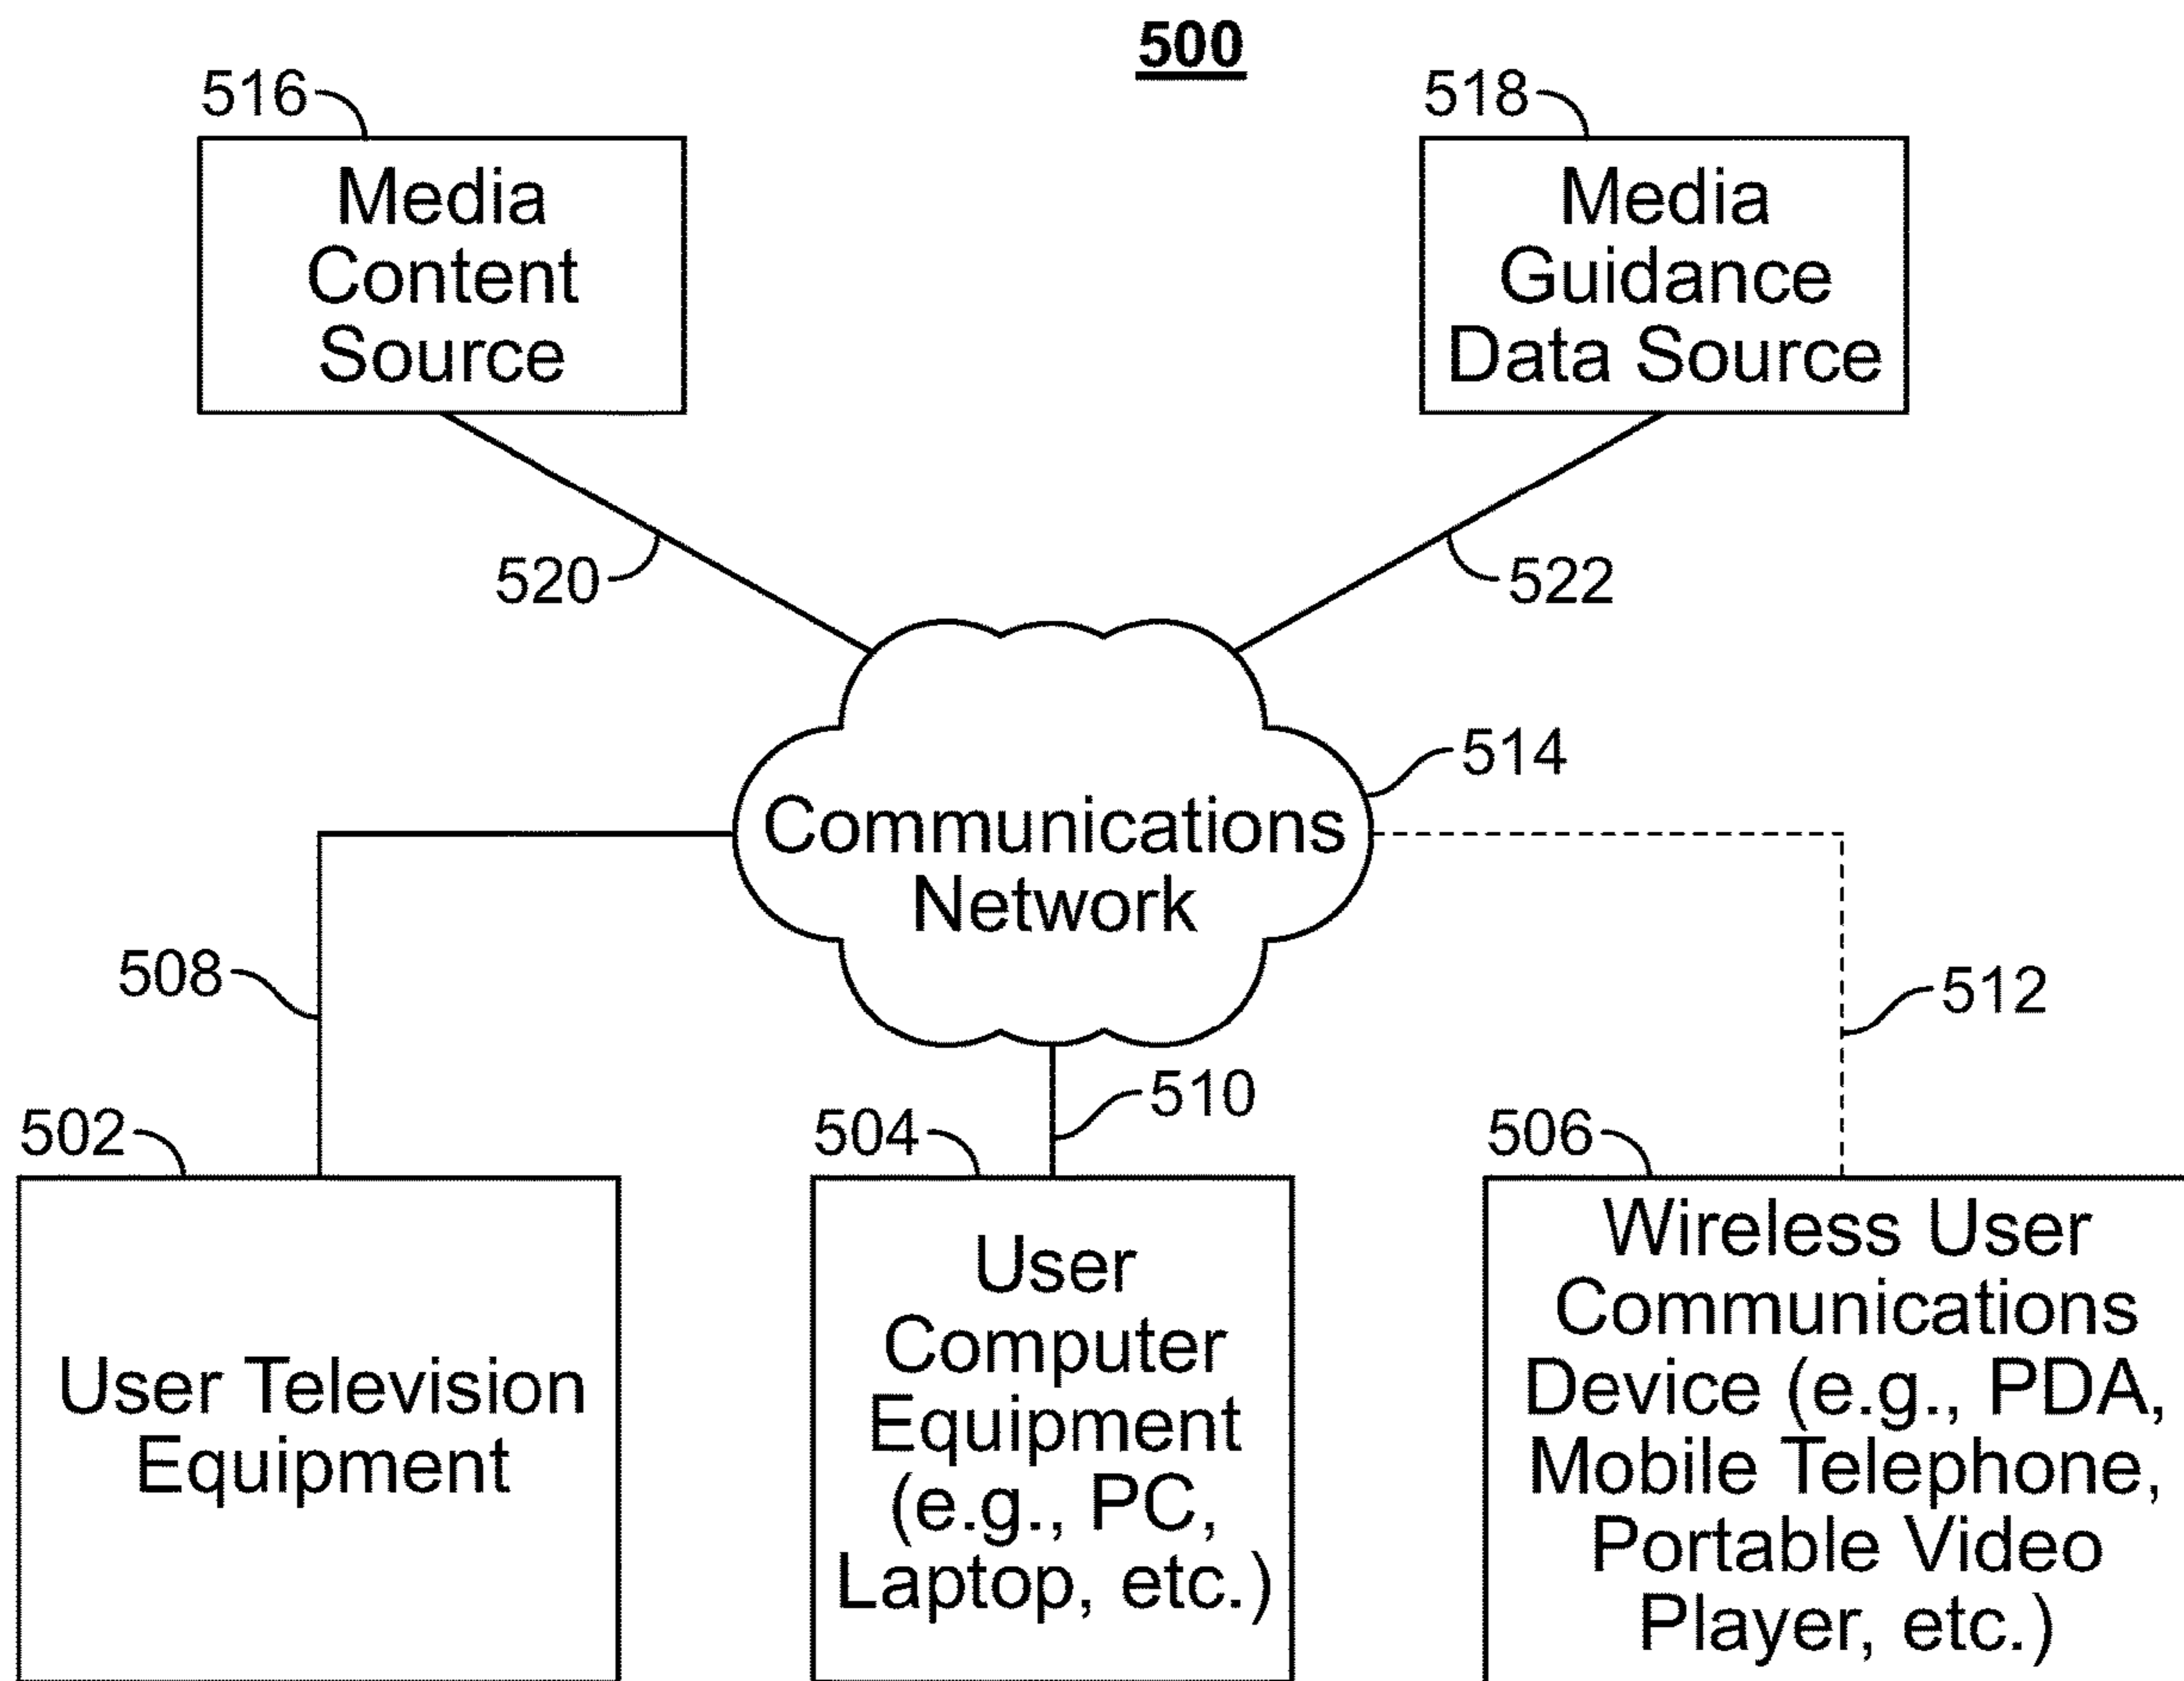 500
516
518
Media
Content
Source
Media
Guidance
Data Source
520
522
514
Communications
Network
508
512
510
502
504
506
User Television
Equipment
User
Computer
Equipment
(e.g., PC,
Laptop, etc.)
Wireless User
Communications
Device (e.g., PDA,
Mobile Telephone,
Portable Video
Player, etc.)